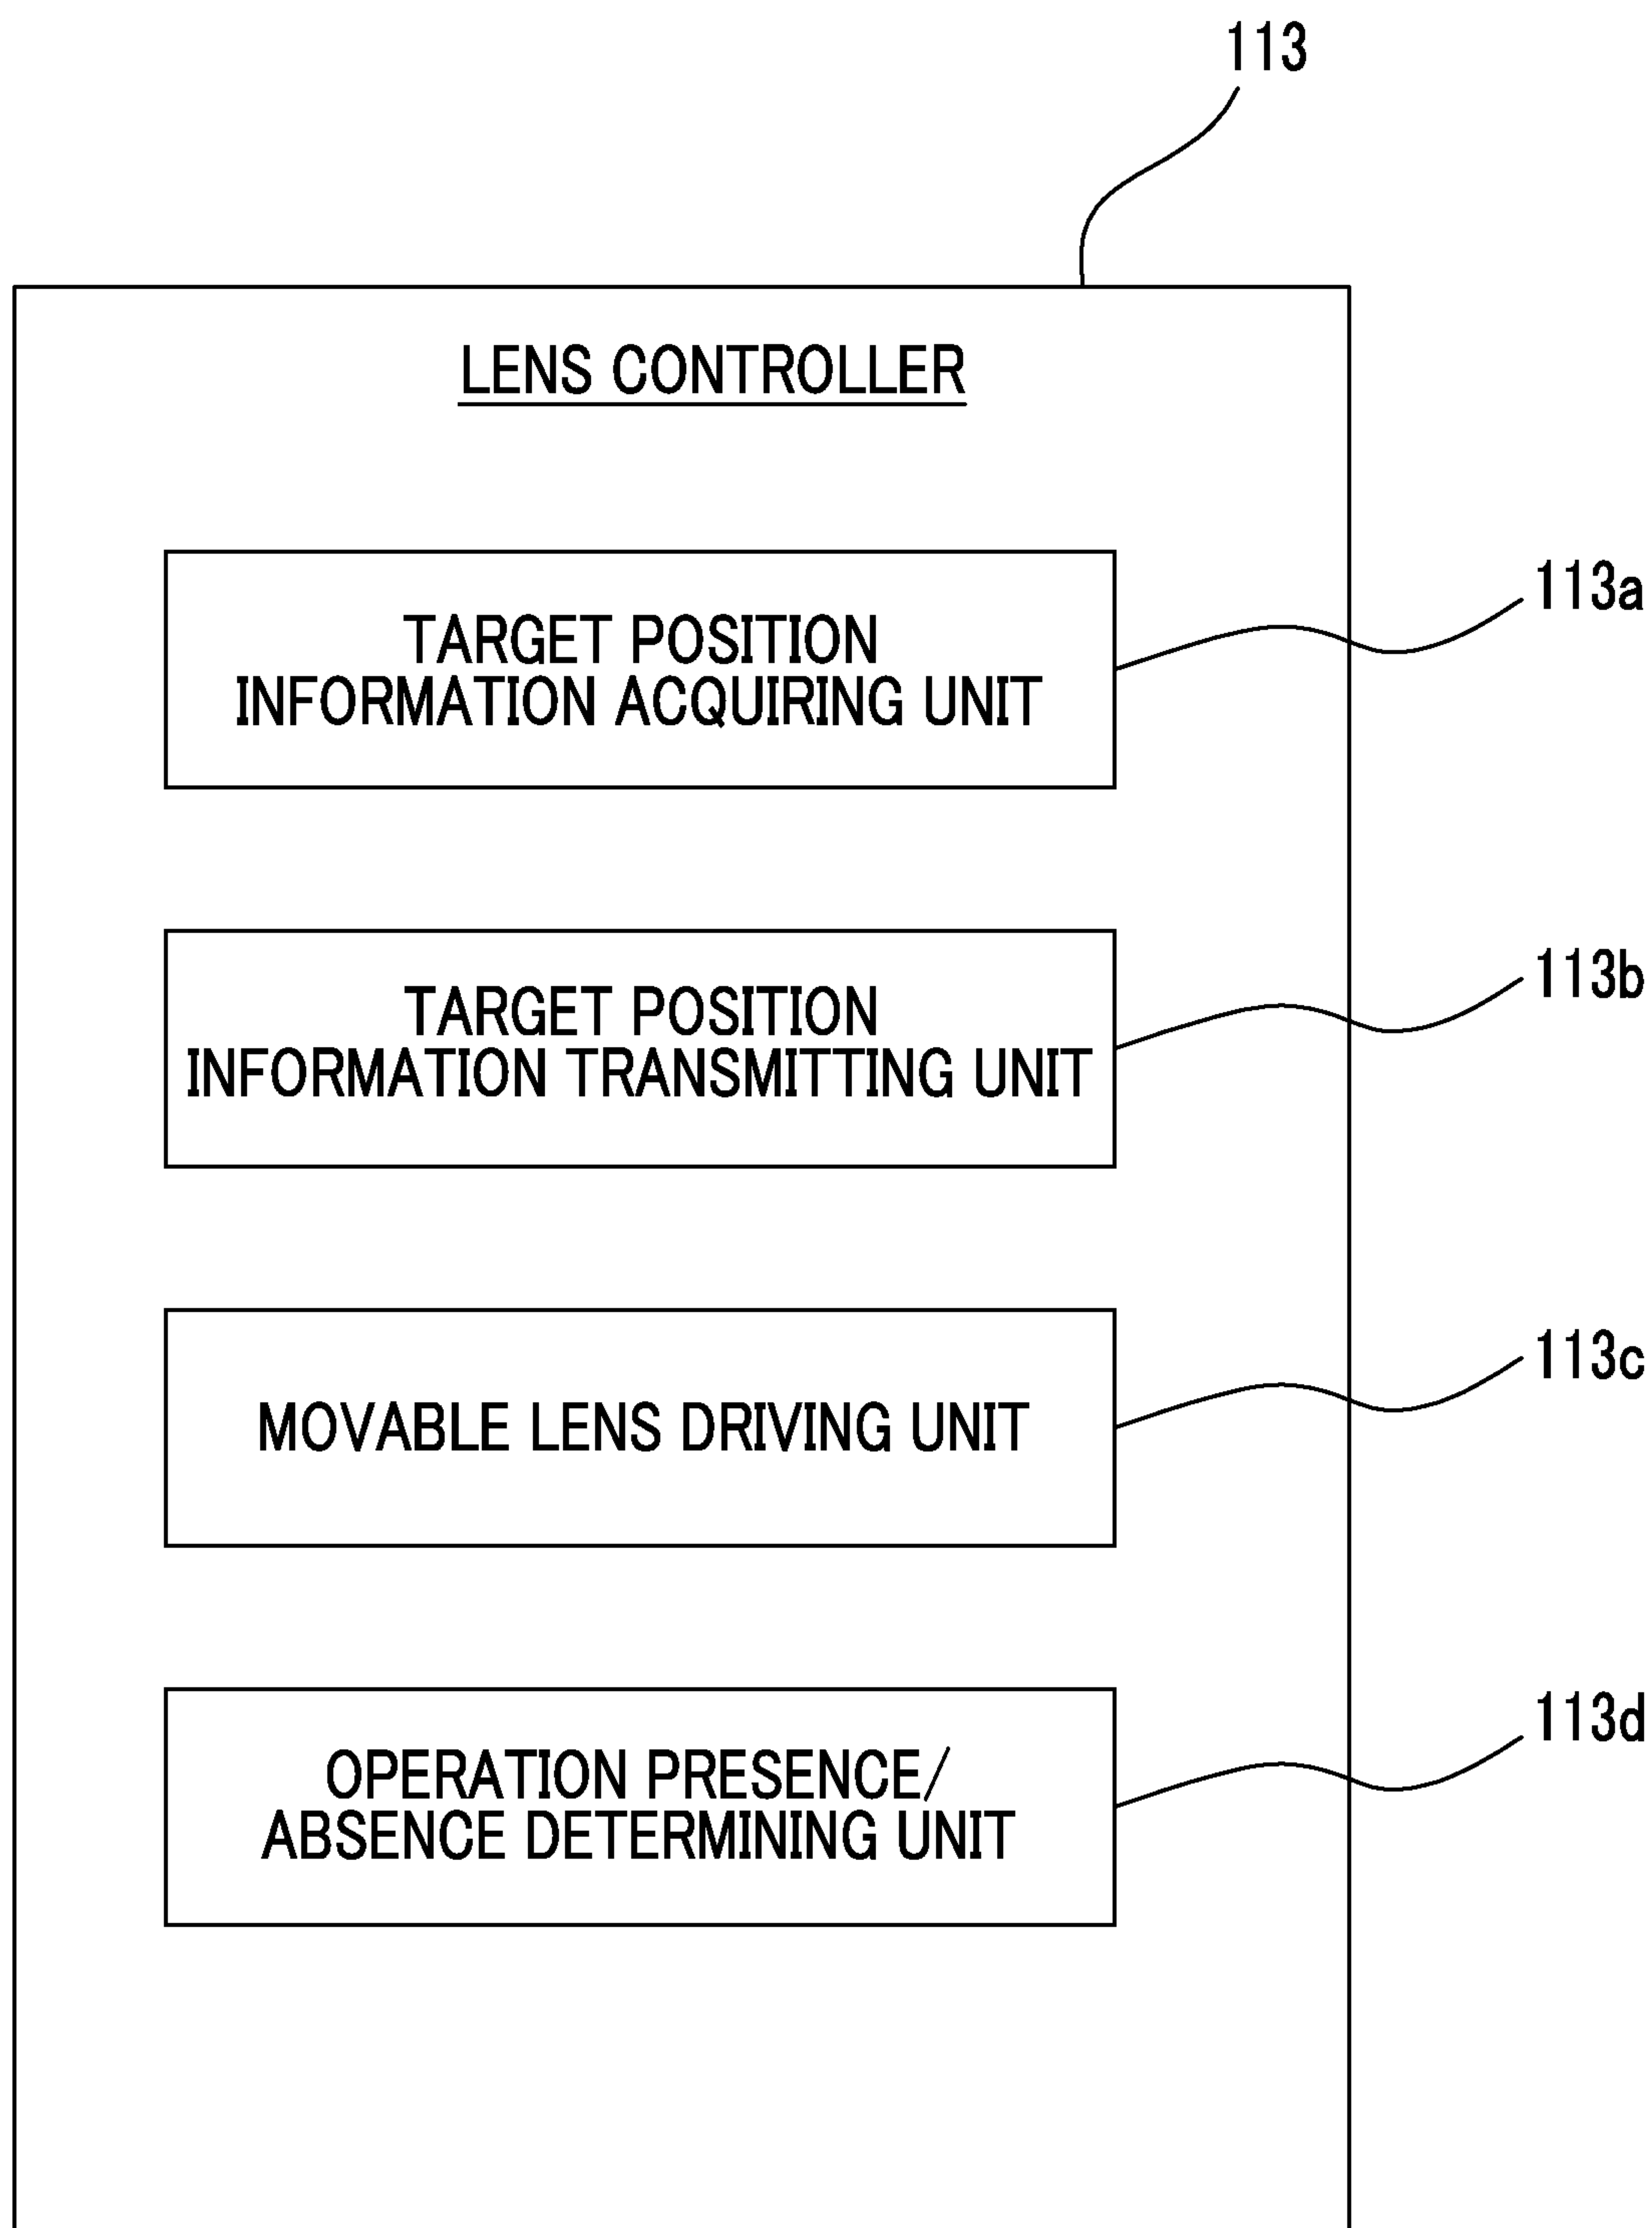 113
LENS CONTROLLER
TARGET POSITION
INFORMATION ACQUIRING UNIT
113a
TARGET POSITION
INFORMATION TRANSMITTING UNIT
113b
MOVABLE LENS DRIVING UNIT
113c
OPERATION PRESENCE/
ABSENCE DETERMINING UNIT
113d